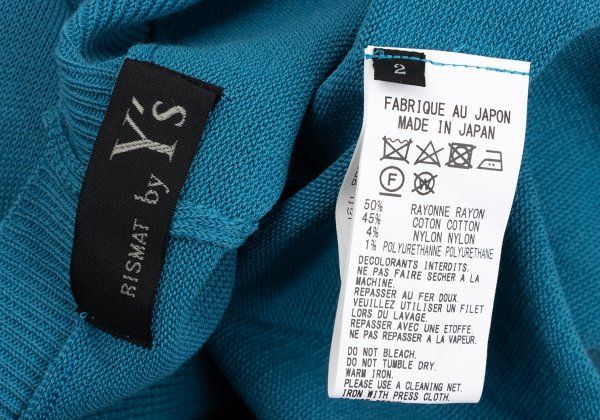 Y's
RISMAT by
2
FABRIQUE AU JAPON
MADE IN JAPAN
F
W
50% RAYONNE RAYON
45% COTON COTTON
4% NYLON NYLON
1% POLYURETHANNE POLYURETHANE
DECOLORANTS INTERDITS.
NE PAS FAIRE SECHER A LA
MACHINE.
REPASSER AU FER DOUX.
VEUILLEZ UTILISER UN FILET
LORS DU LAVAGE.
REPASSER AVEC UNE ETOFFE.
NE PAS REPASSER A LA VAPEUR.
DO NOT BLEACH.
DO NOT TUMBLE DRY.
WARM IRON.
PLEASE USE A CLEANING NET.
IRON WITH PRESS CLOTH.